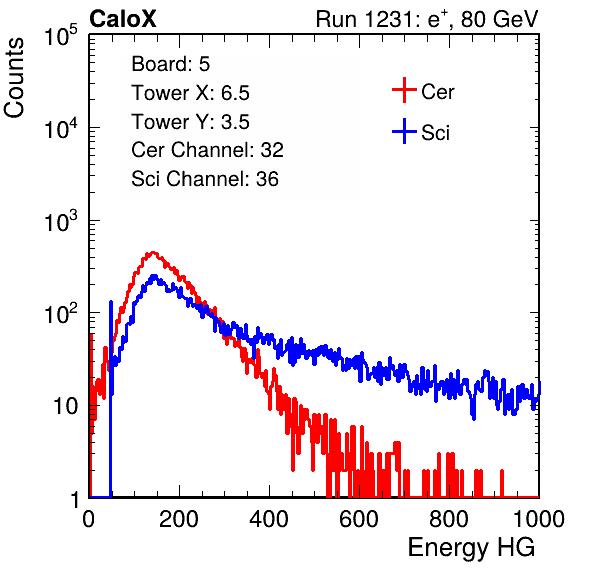 CaloX Run 1231: e⁺, 80 GeV
Counts
Board: 5
Tower X: 6.5
Tower Y: 3.5
Cer Channel: 32
Sci Channel: 36
Cer
Sci
10⁵
10⁴
10³
10²
10
1
0 200 400 600 800 1000
Energy HG